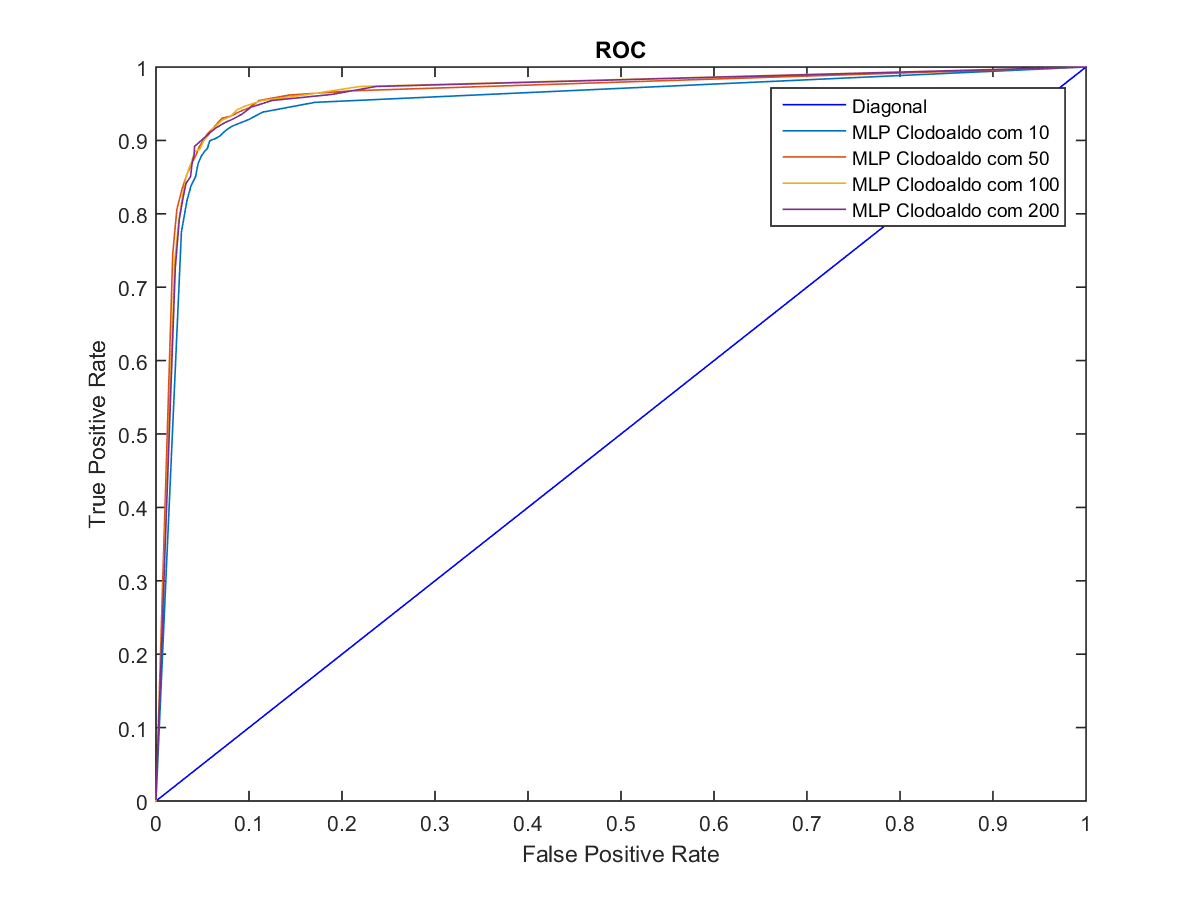 ROC
1
0.9
0.8
0.7
0.6
0.5
0.4
0.3
0.2
0.1
0
True Positive Rate
Diagonal
MLP Clodoaldo com 10
MLP Clodoaldo com 50
MLP Clodoaldo com 100
MLP Clodoaldo com 200
0 0.1 0.2 0.3 0.4 0.5 0.6 0.7 0.8 0.9 1
False Positive Rate